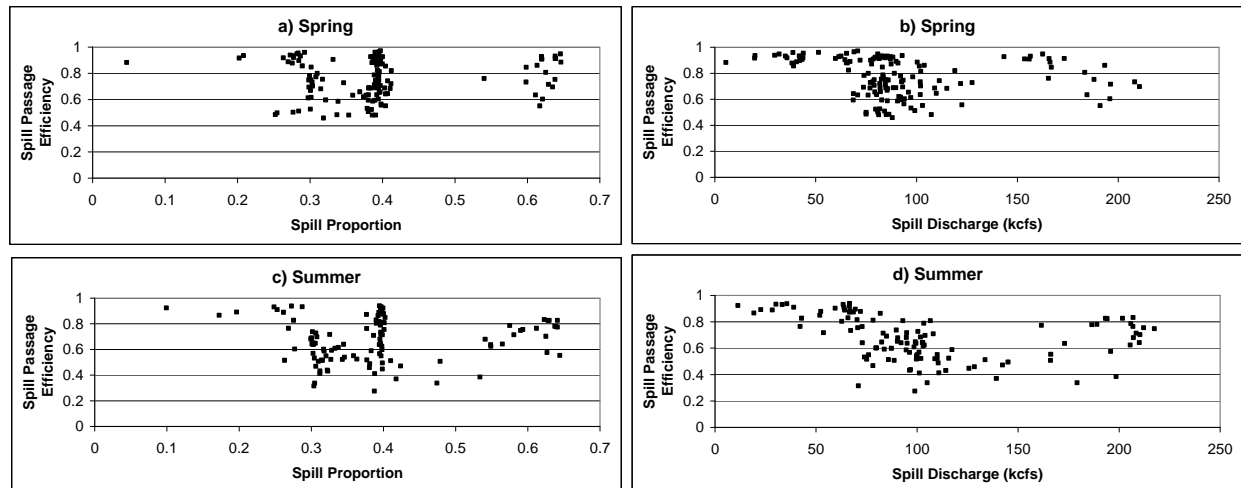 a) Spring
Spill Passage
Efficiency
1
0.8
0.6
0.4
0.2
0
0 0.1 0.2 0.3 0.4 0.5 0.6 0.7
Spill Proportion
b) Spring
Spill Passage
Efficiency
1
0.8
0.6
0.4
0.2
0
0 50 100 150 200 250
Spill Discharge (kcfs)
c) Summer
Spill Passage
Efficiency
1
0.8
0.6
0.4
0.2
0
0 0.1 0.2 0.3 0.4 0.5 0.6 0.7
Spill Proportion
d) Summer
Spill Passage
Efficiency
1
0.8
0.6
0.4
0.2
0
0 50 100 150 200 250
Spill Discharge (kcfs)